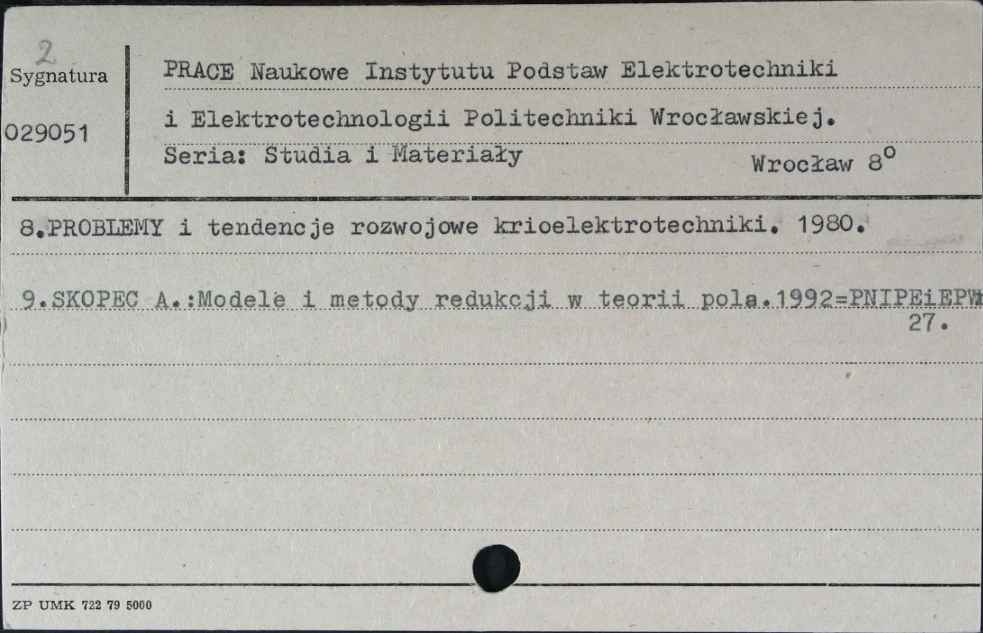 2
Sygnatura
029051
PRACE Naukowe Instytutu Podstaw Elektrotechniki
i Elektrotechnologii Politechniki Wrocławskiej.
Seria: Studia i Materiały
Wrocław 8°
8.PROBLEMY i tendencje rozwojowe krioelektrotechniki. 1980.
9.SKOPEC A.:Modele i metody redukcji w teorii pola.1992=PNIPEiEPWr
27.
ZP UMK 722 79 5000